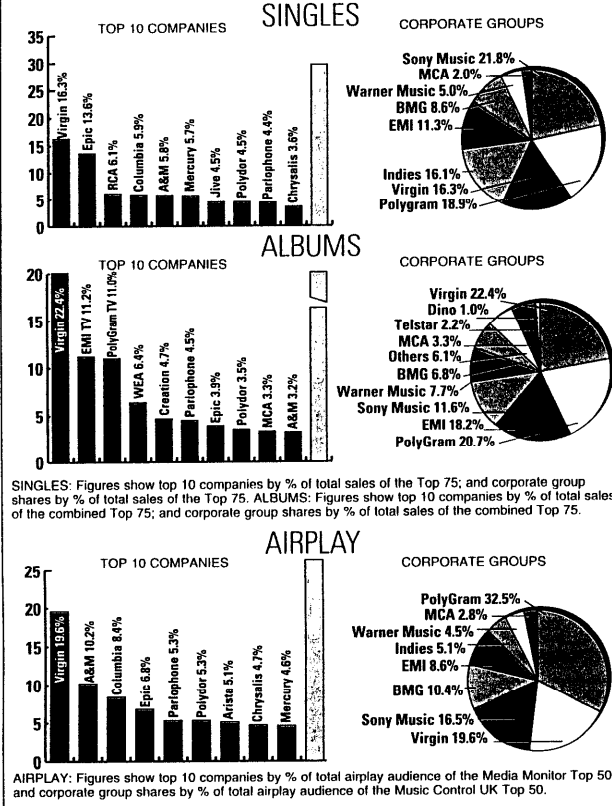 SINGLES
TOP 10 COMPANIES
CORPORATE GROUPS
35
30
25
20
15
10
5
0
Virgin 16.3%
Epic 13.6%
RCA 6.1%
Columbia 5.9%
A&M 5.8%
Mercury 5.7%
Jive 4.5%
Polydor 4.5%
Parlophone 4.4%
Chrysalis 3.6%
Sony Music 21.8%
MCA 2.0%
Warner Music 5.0%
BMG 8.6%
EMI 11.3%
Indies 16.1%
Virgin 16.3%
Polygram 18.9%
ALBUMS
TOP 10 COMPANIES
CORPORATE GROUPS
20
15
10
5
0
Virgin 22.4%
EMI TV 11.2%
PolyGram TV 11.0%
WEA 6.4%
Creation 4.7%
Parlophone 4.5%
Epic 3.9%
Polydor 3.5%
MCA 3.3%
A&M 3.2%
Virgin 22.4%
Dino 1.0%
Telstar 2.2%
MCA 3.3%
Others 6.1%
BMG 6.8%
Warner Music 7.7%
Sony Music 11.6%
EMI 18.2%
PolyGram 20.7%
SINGLES: Figures show top 10 companies by % of total sales of the Top 75; and corporate group
shares by % of total sales of the Top 75. ALBUMS: Figures show top 10 companies by % of total sales
of the combined Top 75; and corporate group shares by % of total sales of the combined Top 75.
AIRPLAY
TOP 10 COMPANIES
CORPORATE GROUPS
25
20
15
10
5
0
Virgin 19.6%
A&M 10.2%
Columbia 8.4%
Epic 6.8%
Parlophone 5.3%
Polydor 5.3%
Arista 5.1%
Chrysalis 4.7%
Mercury 4.6%
PolyGram 32.5%
MCA 2.8%
Warner Music 4.5%
Indies 5.1%
EMI 8.6%
BMG 10.4%
Sony Music 16.5%
Virgin 19.6%
AIRPLAY: Figures show top 10 companies by % of total airplay audience of the Media Monitor Top 50
and corporate group shares by % of total airplay audience of the Music Control UK Top 50.